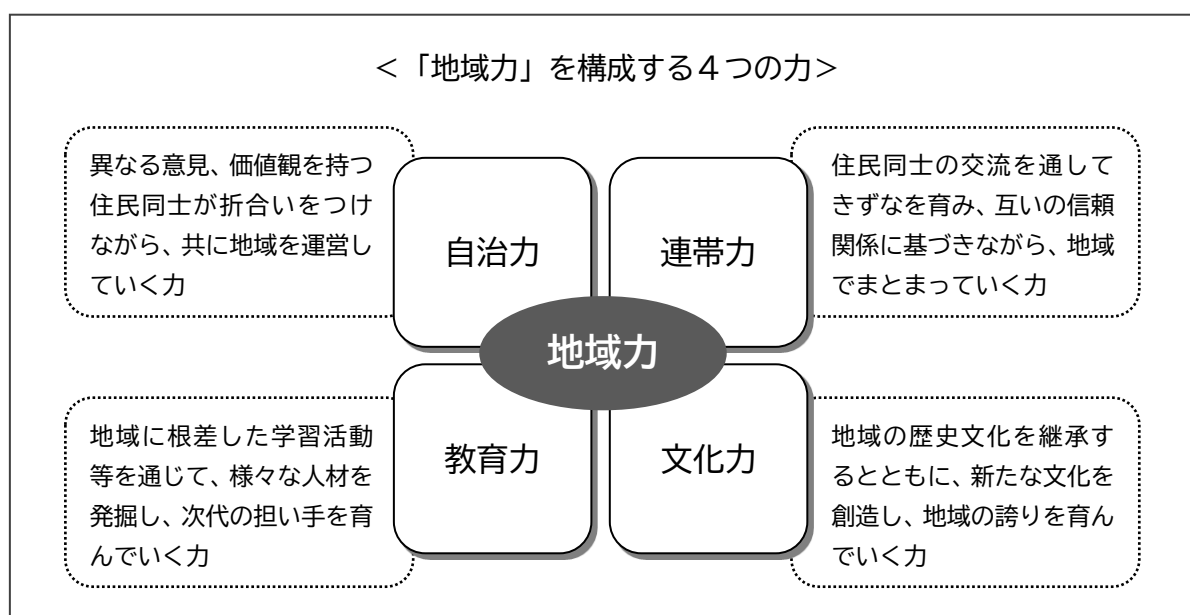 ＜「地域力」を構成する４つの力＞
異なる意見、価値観を持つ
住民同士が折合いをつけ
ながら、共に地域を運営し
ていく力
自治力
連帯力
住民同士の交流を通して
きずなを育み、互いの信頼
関係に基づきながら、地域
でまとまっていく力
地域力
地域に根差した学習活動
等を通じて、様々な人材を
発掘し、次代の担い手を育
んでいく力
教育力
文化力
地域の歴史文化を継承す
るとともに、新たな文化を
創造し、地域の誇りを育ん
でいく力